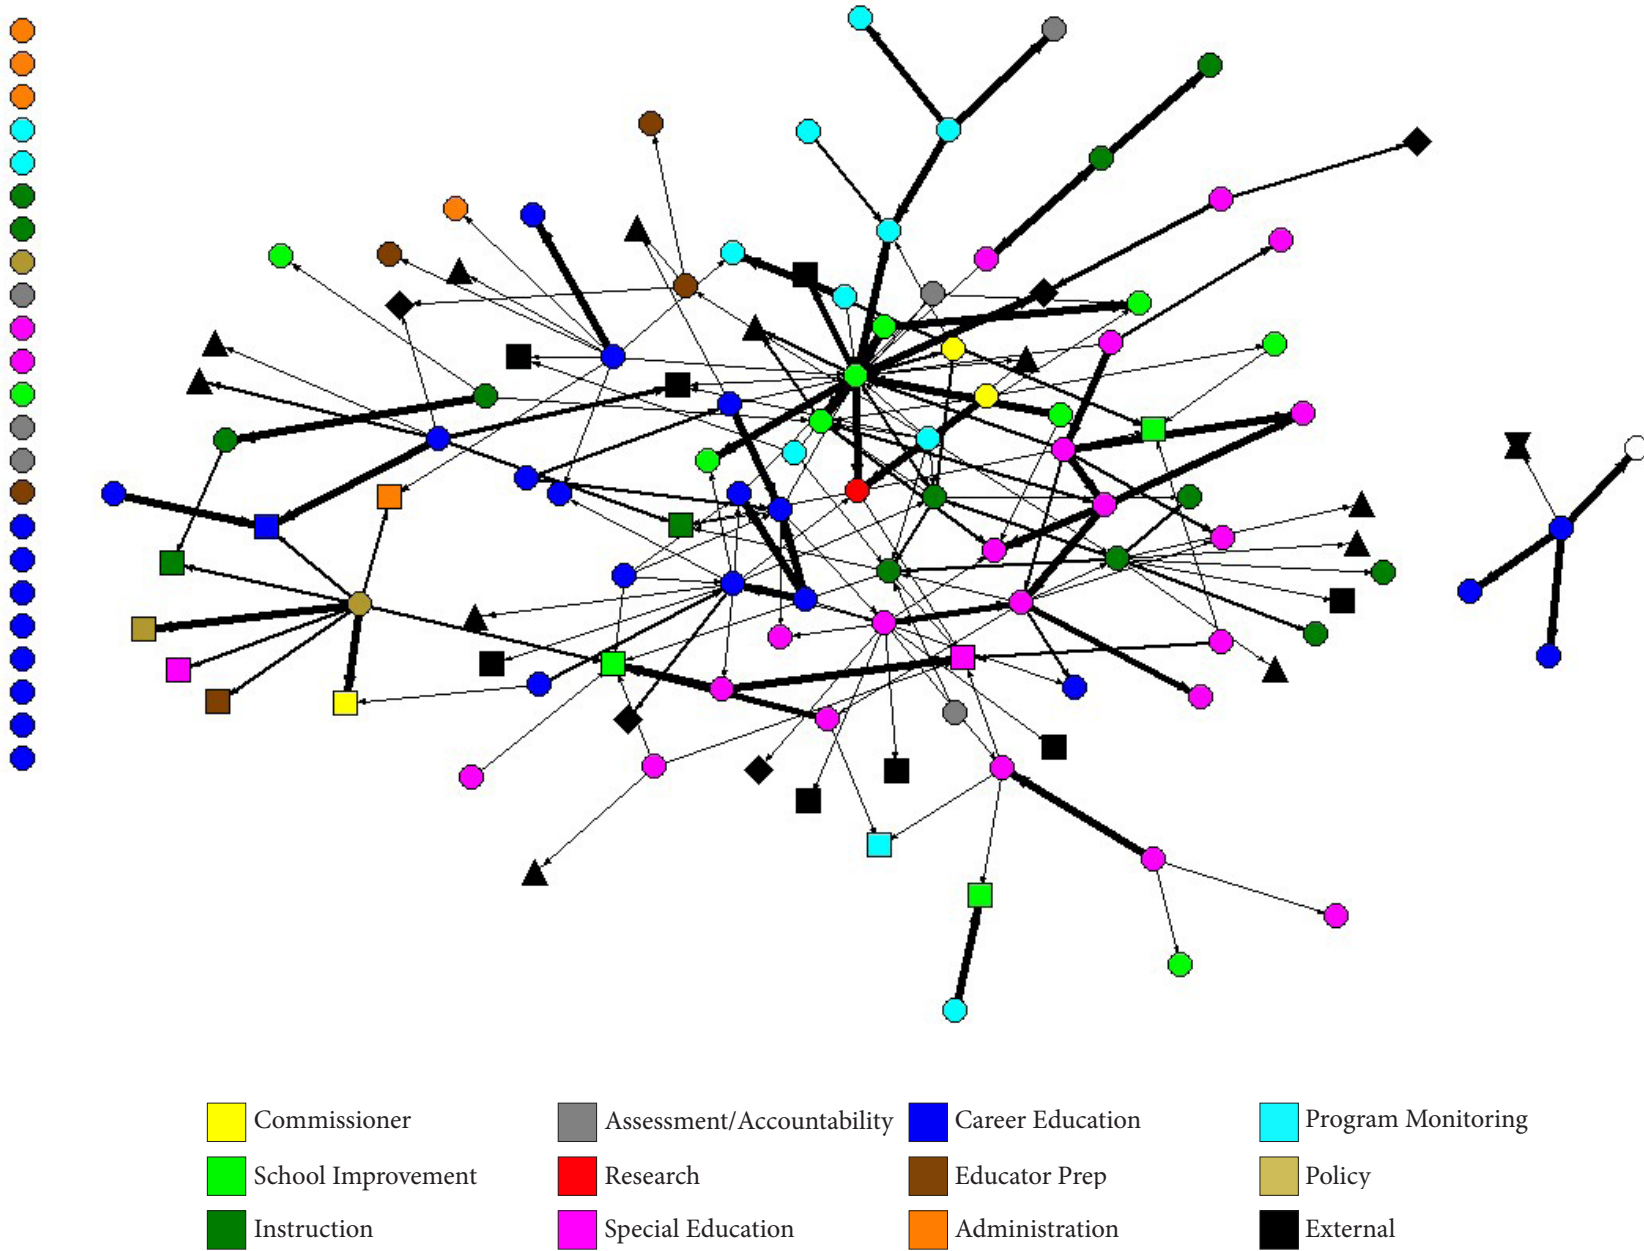 Commissioner
Assessment/Accountability
Career Education
Program Monitoring
School Improvement
Research
Educator Prep
Policy
Instruction
Special Education
Administration
External